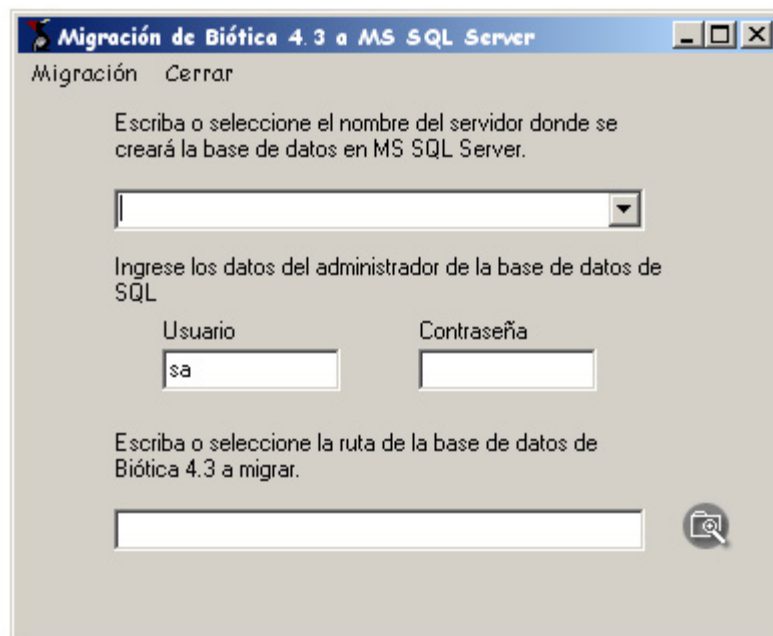 Migración de Biótica 4.3 a MS SQL Server
Migración Cerrar
Escriba o seleccione el nombre del servidor donde se
creará la base de datos en MS SQL Server.
Ingrese los datos del administrador de la base de datos de
SQL
Usuario Contraseña
sa
Escriba o seleccione la ruta de la base de datos de
Biótica 4.3 a migrar.